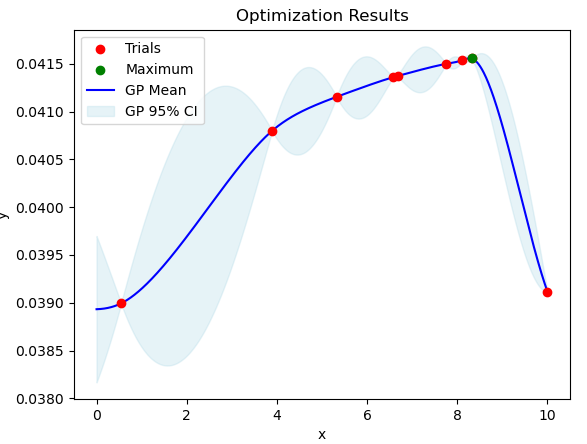 Optimization Results
Trials
Maximum
GP Mean
GP 95% CI
0.0415
0.0410
0.0405
0.0400
0.0395
0.0390
0.0385
0.0380
y
0
2
4
6
8
10
x